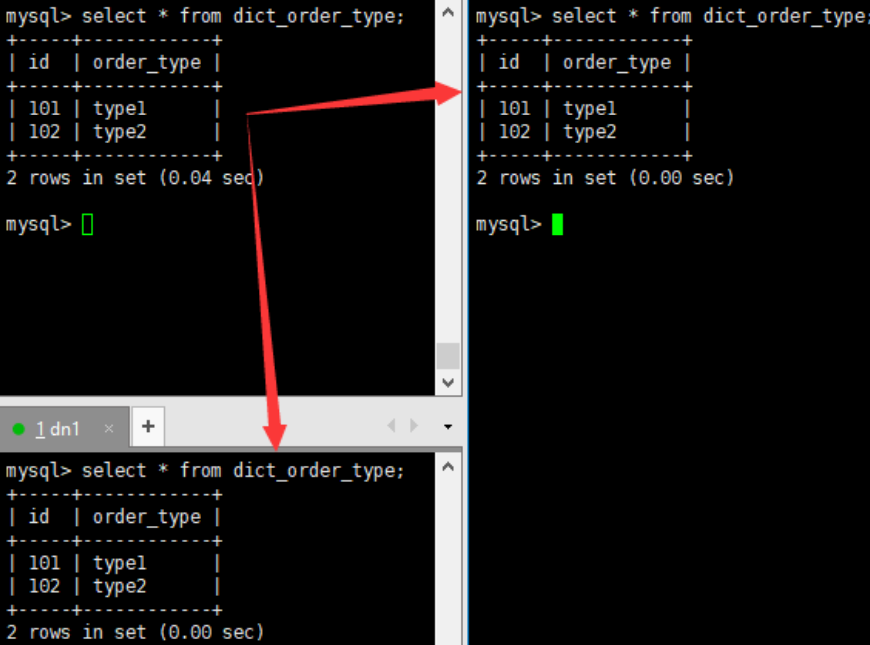 mysql> select * from dict_order_type;
+-----+------------+
| id  | order_type |
+-----+------------+
| 101 | type1      |
| 102 | type2      |
+-----+------------+
2 rows in set (0.04 sec)
mysql>
mysql> select * from dict_order_type;
+-----+------------+
| id  | order_type |
+-----+------------+
| 101 | type1      |
| 102 | type2      |
+-----+------------+
2 rows in set (0.00 sec)
mysql>
1 dn1 × +
mysql> select * from dict_order_type;
+-----+------------+
| id  | order_type |
+-----+------------+
| 101 | type1      |
| 102 | type2      |
+-----+------------+
2 rows in set (0.00 sec)